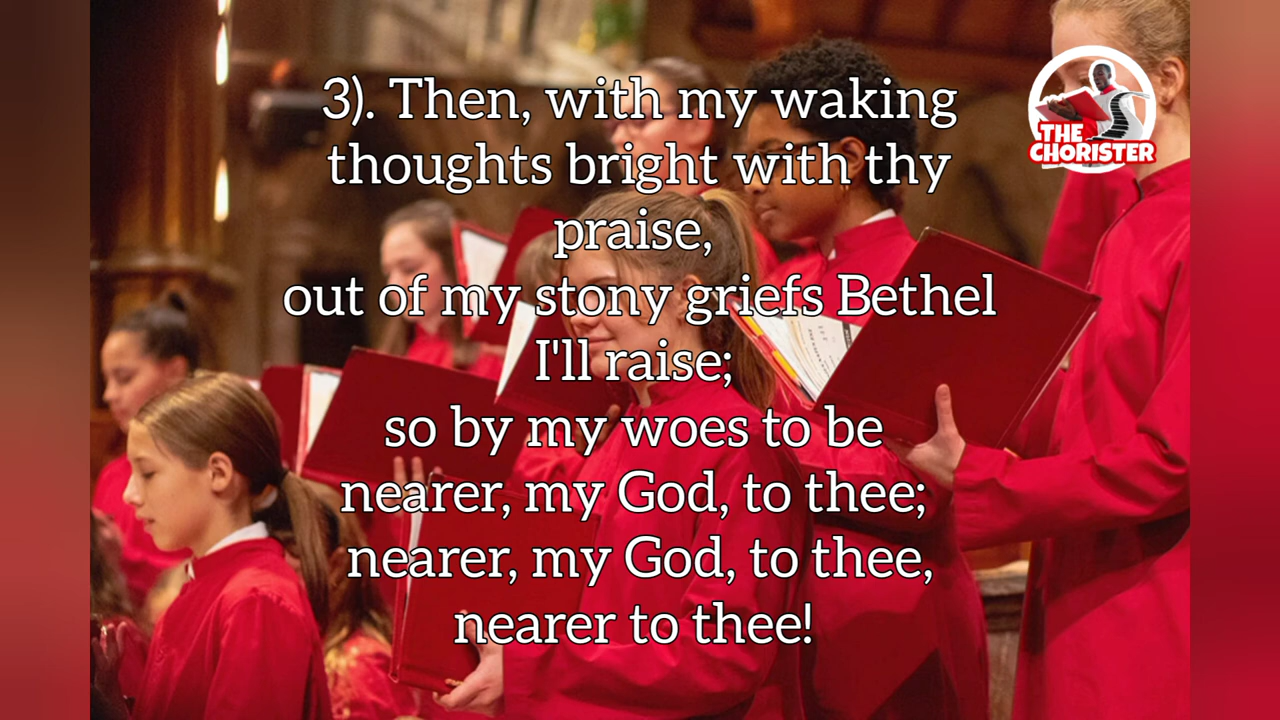 3). Then, with my waking
thoughts bright with thy
praise,
out of my stony griefs Bethel
I'll raise;
so by my woes to be
nearer, my God, to thee;
nearer, my God, to thee,
nearer to thee!
THE
CHORISTER